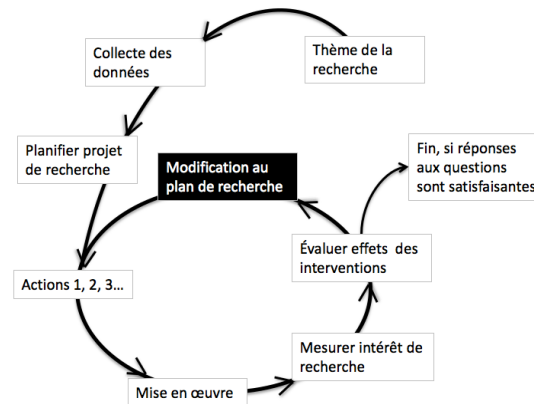 Thème de la
recherche
Collecte des
données
Planifier projet
de recherche
Modification au
plan de recherche
Fin, si réponses
aux questions
sont satisfaisantes
Actions 1, 2, 3...
Évaluer effets  des
interventions
Mesurer intérêt de
recherche
Mise en œuvre